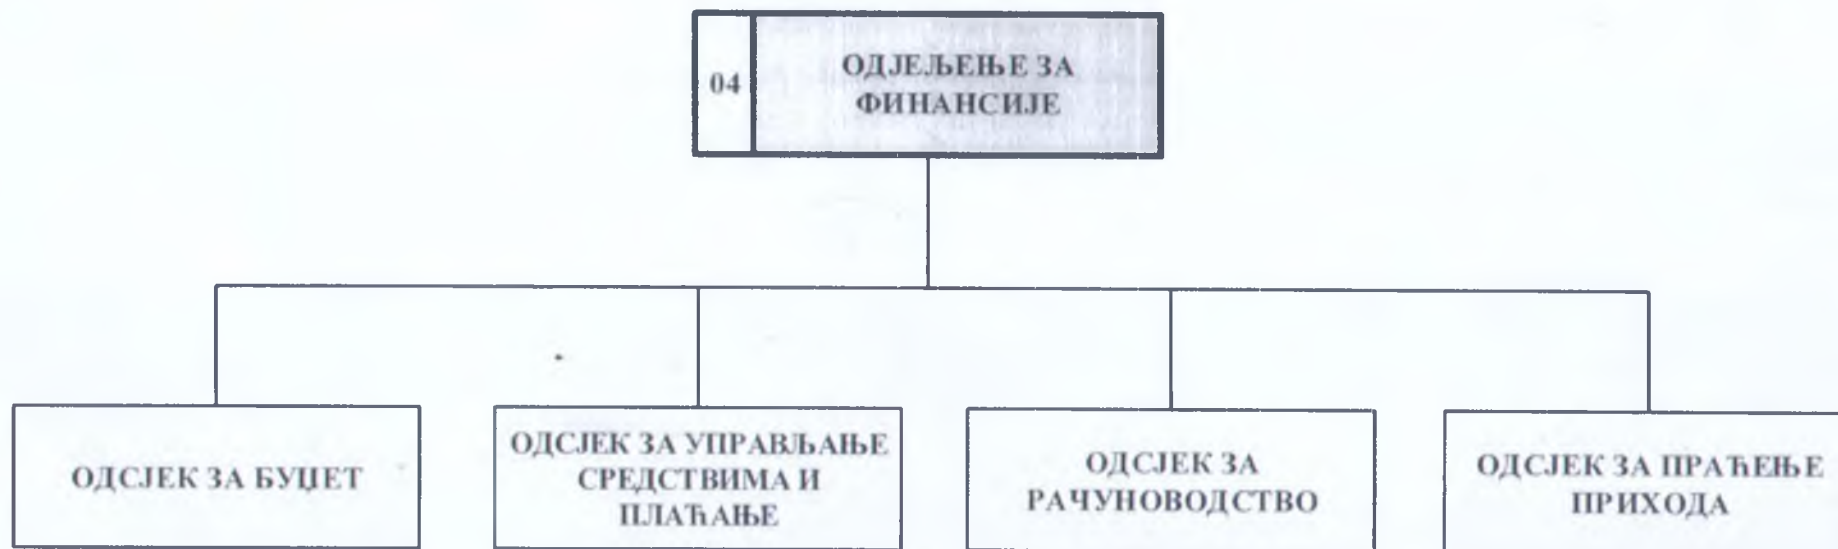 04
ОДЈЕЉЕЊЕ ЗА
ФИНАНСИЈЕ
ОДСЈЕК ЗА БУЏЕТ
ОДСЈЕК ЗА УПРАВЉАЊЕ
СРЕДСТВИМА И
ПЛАЋАЊЕ
ОДСЈЕК ЗА
РАЧУНОВОДСТВО
ОДСЈЕК ЗА ПРАЋЕЊЕ
ПРИХОДА